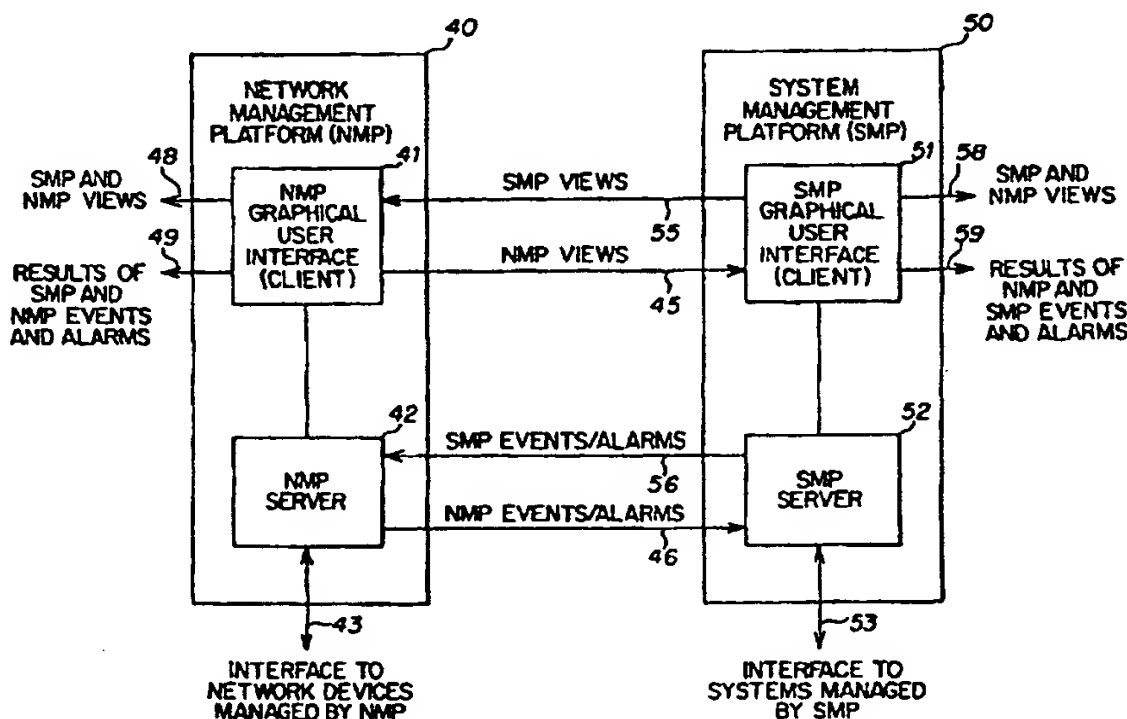 40
50
NETWORK
MANAGEMENT
PLATFORM (NMP)
SYSTEM
MANAGEMENT
PLATFORM (SMP)
48
41
51
58
SMP AND
NMP VIEWS
NMP
GRAPHICAL
USER
INTERFACE
(CLIENT)
SMP VIEWS
55
SMP
GRAPHICAL
USER
INTERFACE
(CLIENT)
SMP AND
NMP VIEWS
49
NMP VIEWS
45
59
RESULTS OF
SMP AND
NMP EVENTS
AND ALARMS
RESULTS OF
NMP AND
SMP EVENTS
AND ALARMS
42
52
NMP
SERVER
SMP EVENTS/ALARMS
56
NMP EVENTS/ALARMS
46
SMP
SERVER
43
53
INTERFACE TO
NETWORK DEVICES
MANAGED BY NMP
INTERFACE TO
SYSTEMS MANAGED
BY SMP